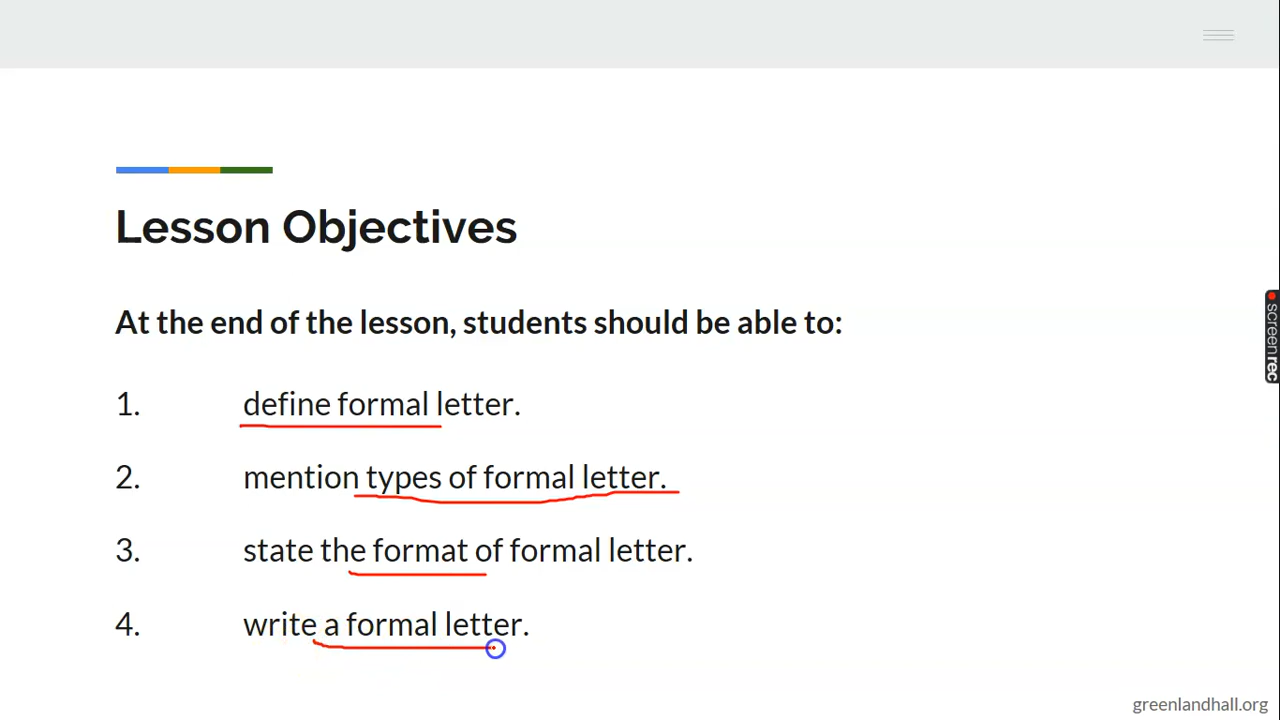 Lesson Objectives
At the end of the lesson, students should be able to:
1. define formal letter.
2. mention types of formal letter.
3. state the format of formal letter.
4. write a formal letter.
screenrec
greenlandhall.org